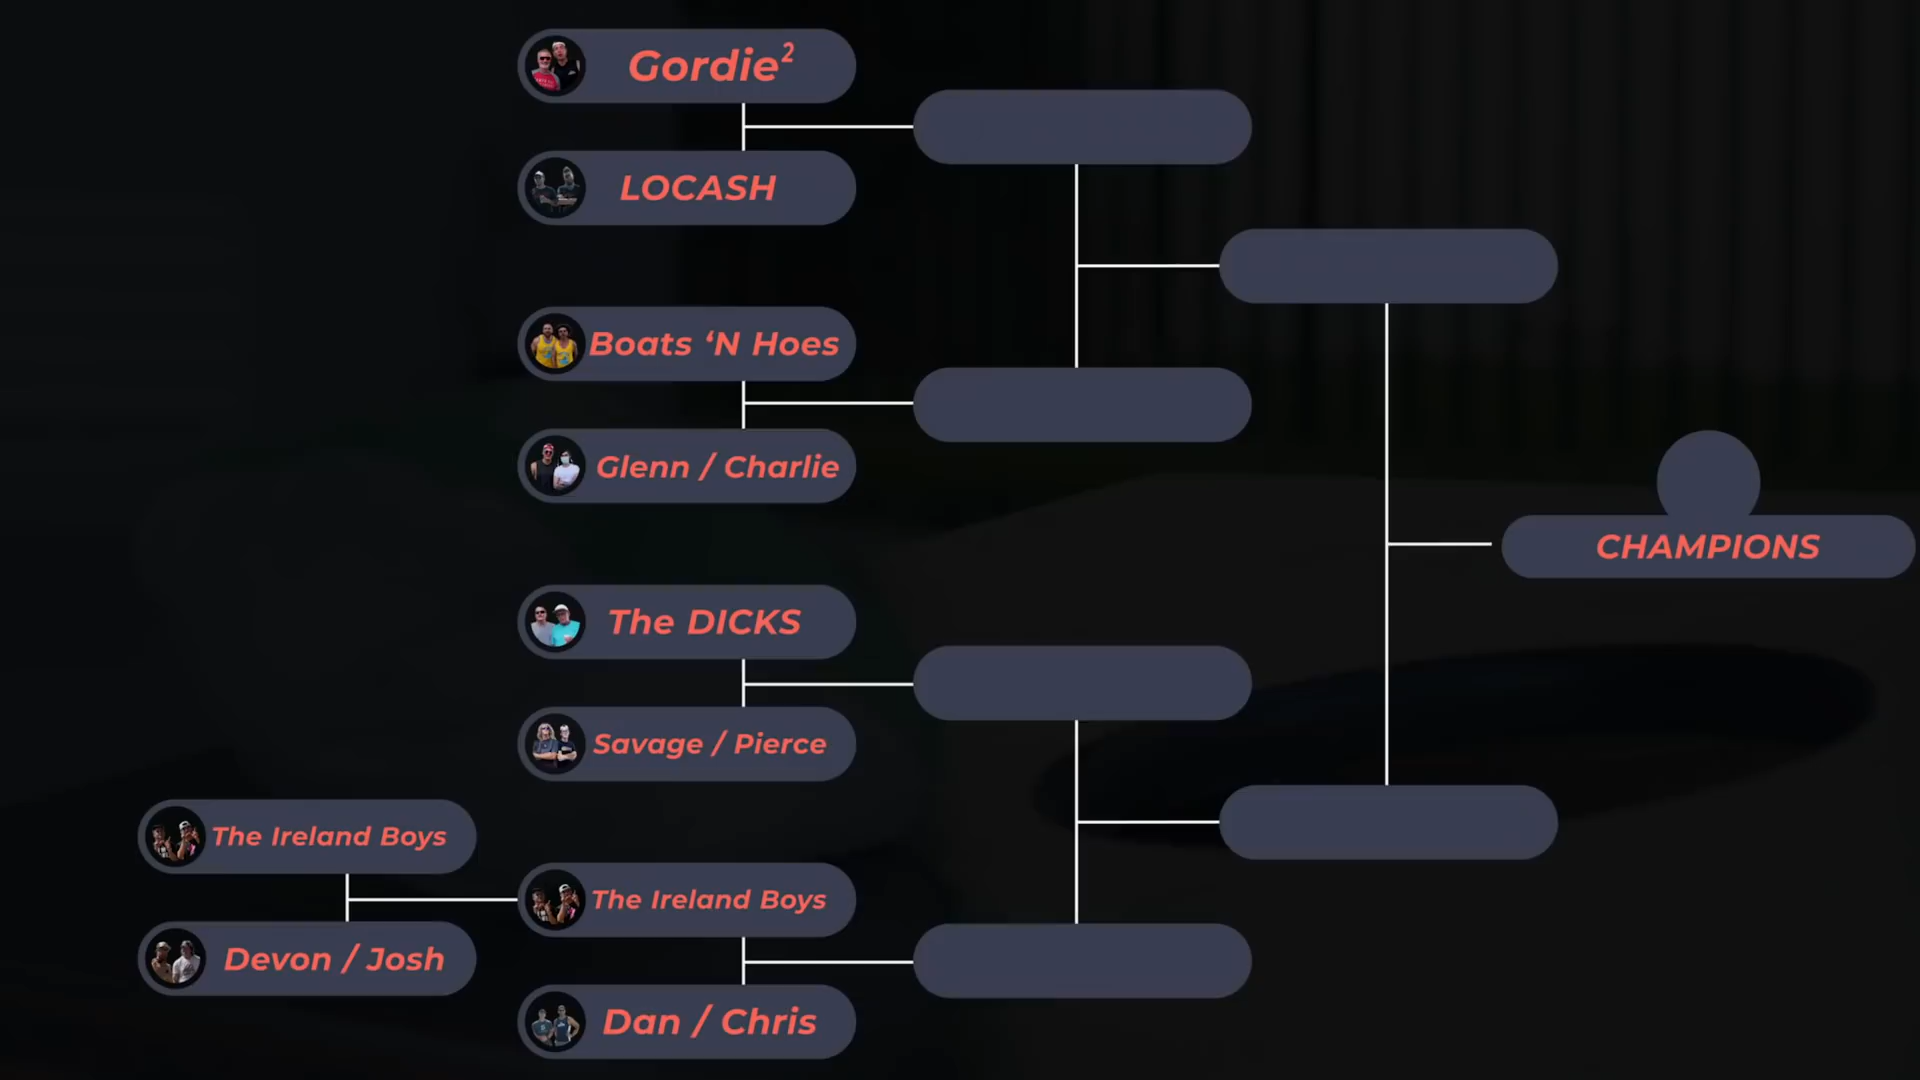 Gordie²
LOCASH
Boats ‘N Hoes
Glenn / Charlie
CHAMPIONS
The DICKS
Savage / Pierce
The Ireland Boys
The Ireland Boys
Devon / Josh
Dan / Chris